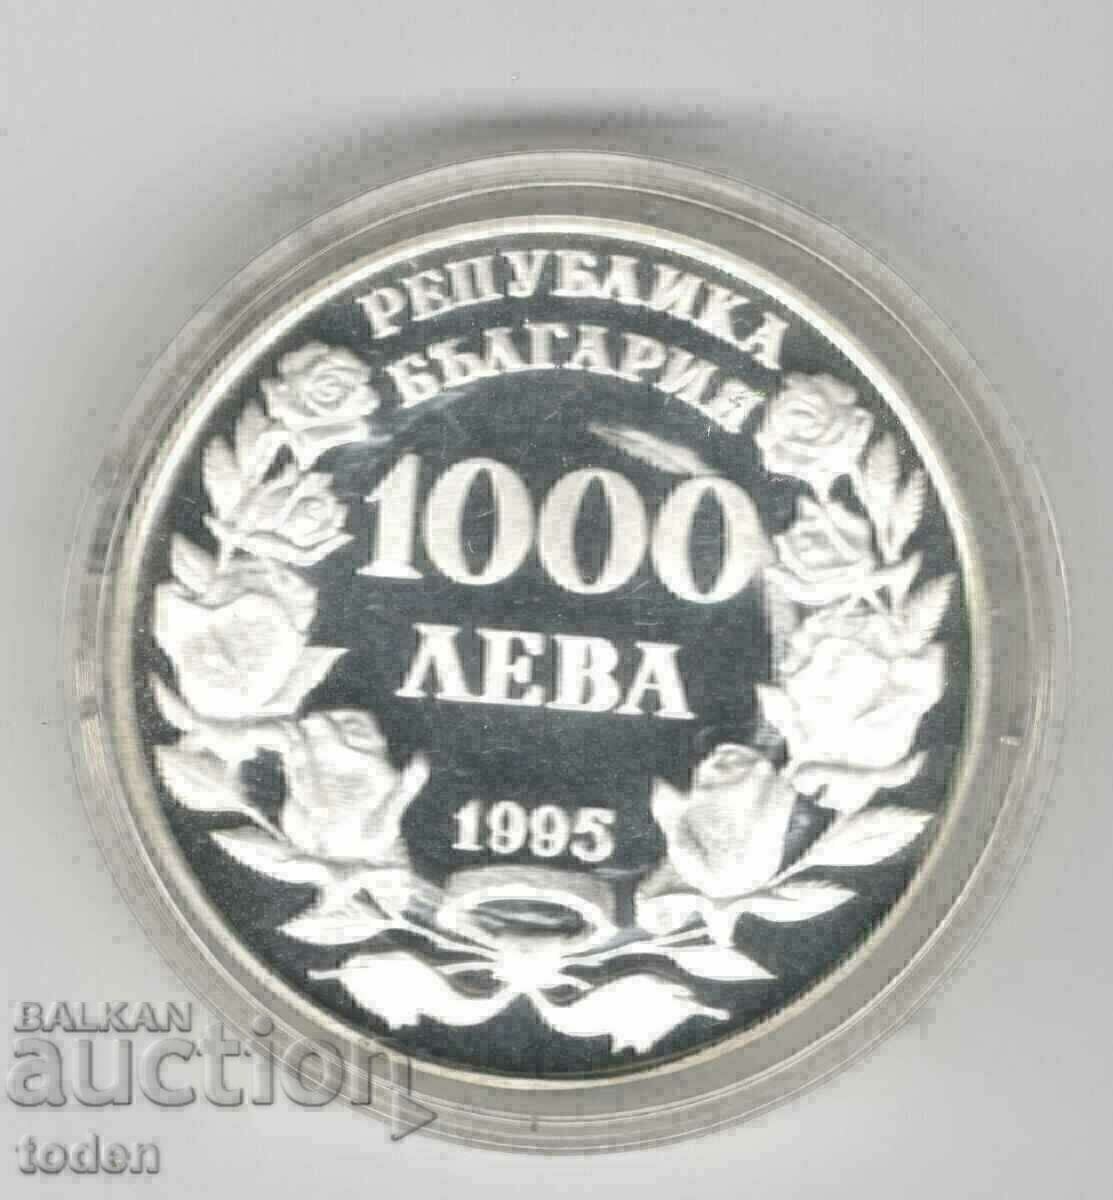 РЕПУБЛИКА
БЪЛГАРИЯ
1000
ЛЕВА
1995
BALKAN
auction
toden